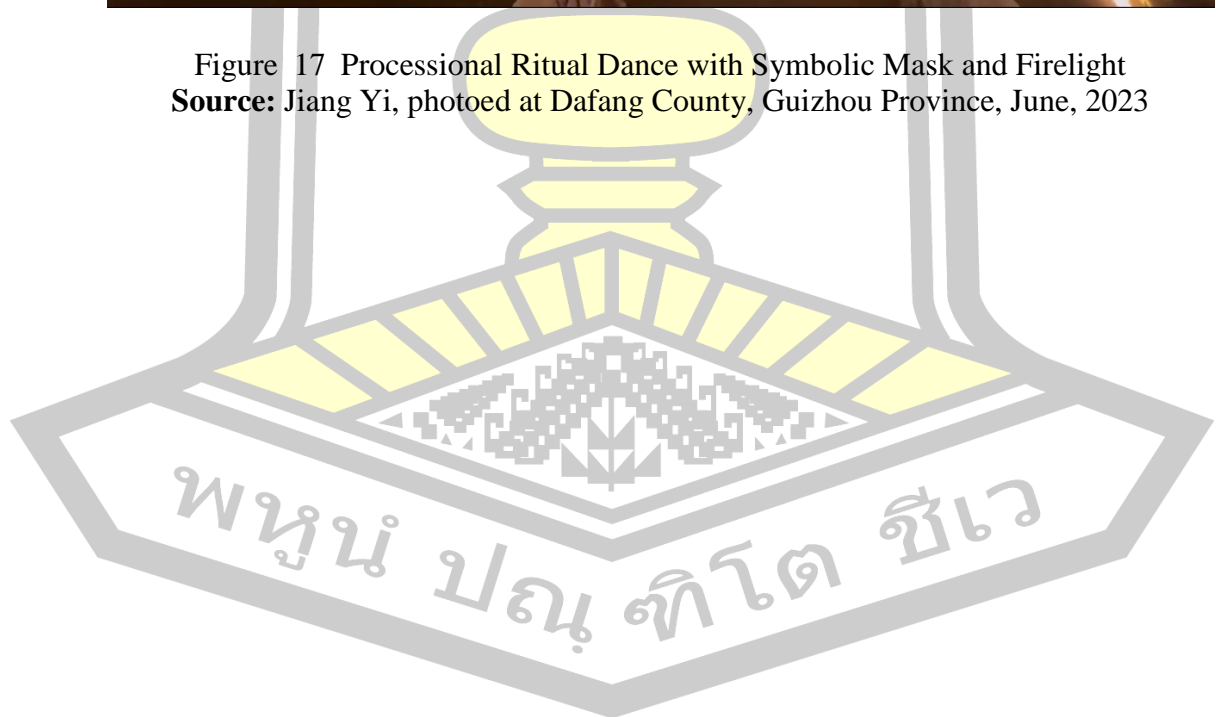 Figure 17 Processional Ritual Dance with Symbolic Mask and Firelight
Source: Jiang Yi, photoed at Dafang County, Guizhou Province, June, 2023
พหูนํ ปณฺฑิโต ชีเว